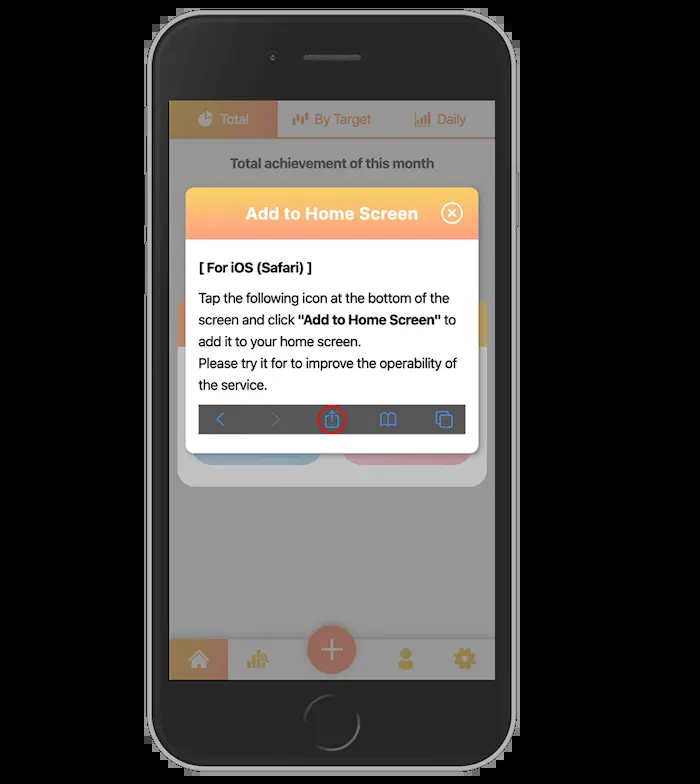 Total By Target Daily
Total achievement of this month
Add to Home Screen
[ For iOS (Safari) ]
Tap the following icon at the bottom of the
screen and click "Add to Home Screen" to
add it to your home screen.
Please try it for to improve the operability of
the service.